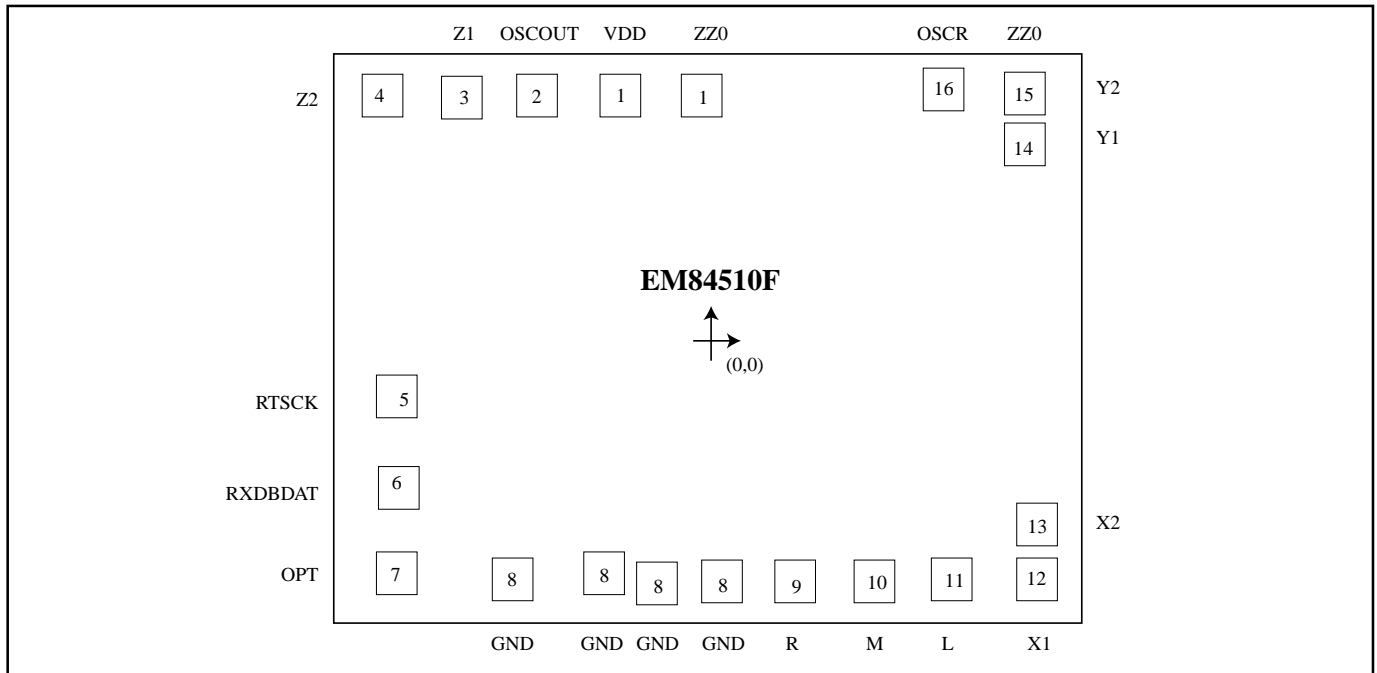 Z1 OSCOUT VDD ZZ0 OSCR ZZ0
Z2 4 3 2 1 1 16 15 Y2
14 Y1
EM84510F
(0,0)
RTSCK 5
RXDBDAT 6
13 X2
OPT 7 8 8 8 8 9 10 11 12
GND GND GND GND R M L X1